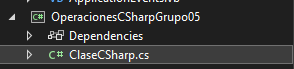 OperacionesCSharpGrupo05
Dependencies
C# ClaseCSharp.cs